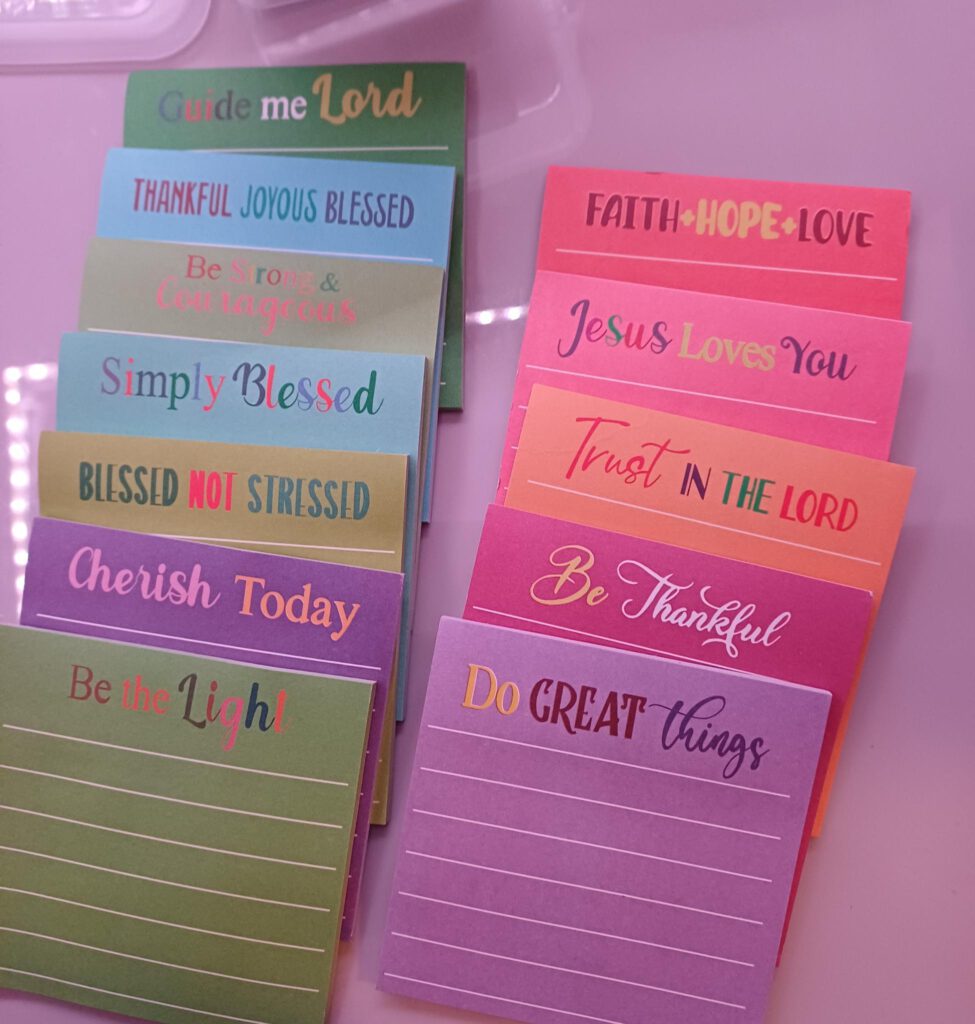 Guide me Lord
THANKFUL JOYOUS BLESSED
Be Strong &
Courageous
Simply Blessed
BLESSED NOT STRESSED
Cherish Today
Be the Light
FAITH+HOPE+LOVE
Jesus Loves You
Trust IN THE LORD
Be Thankful
Do GREAT things